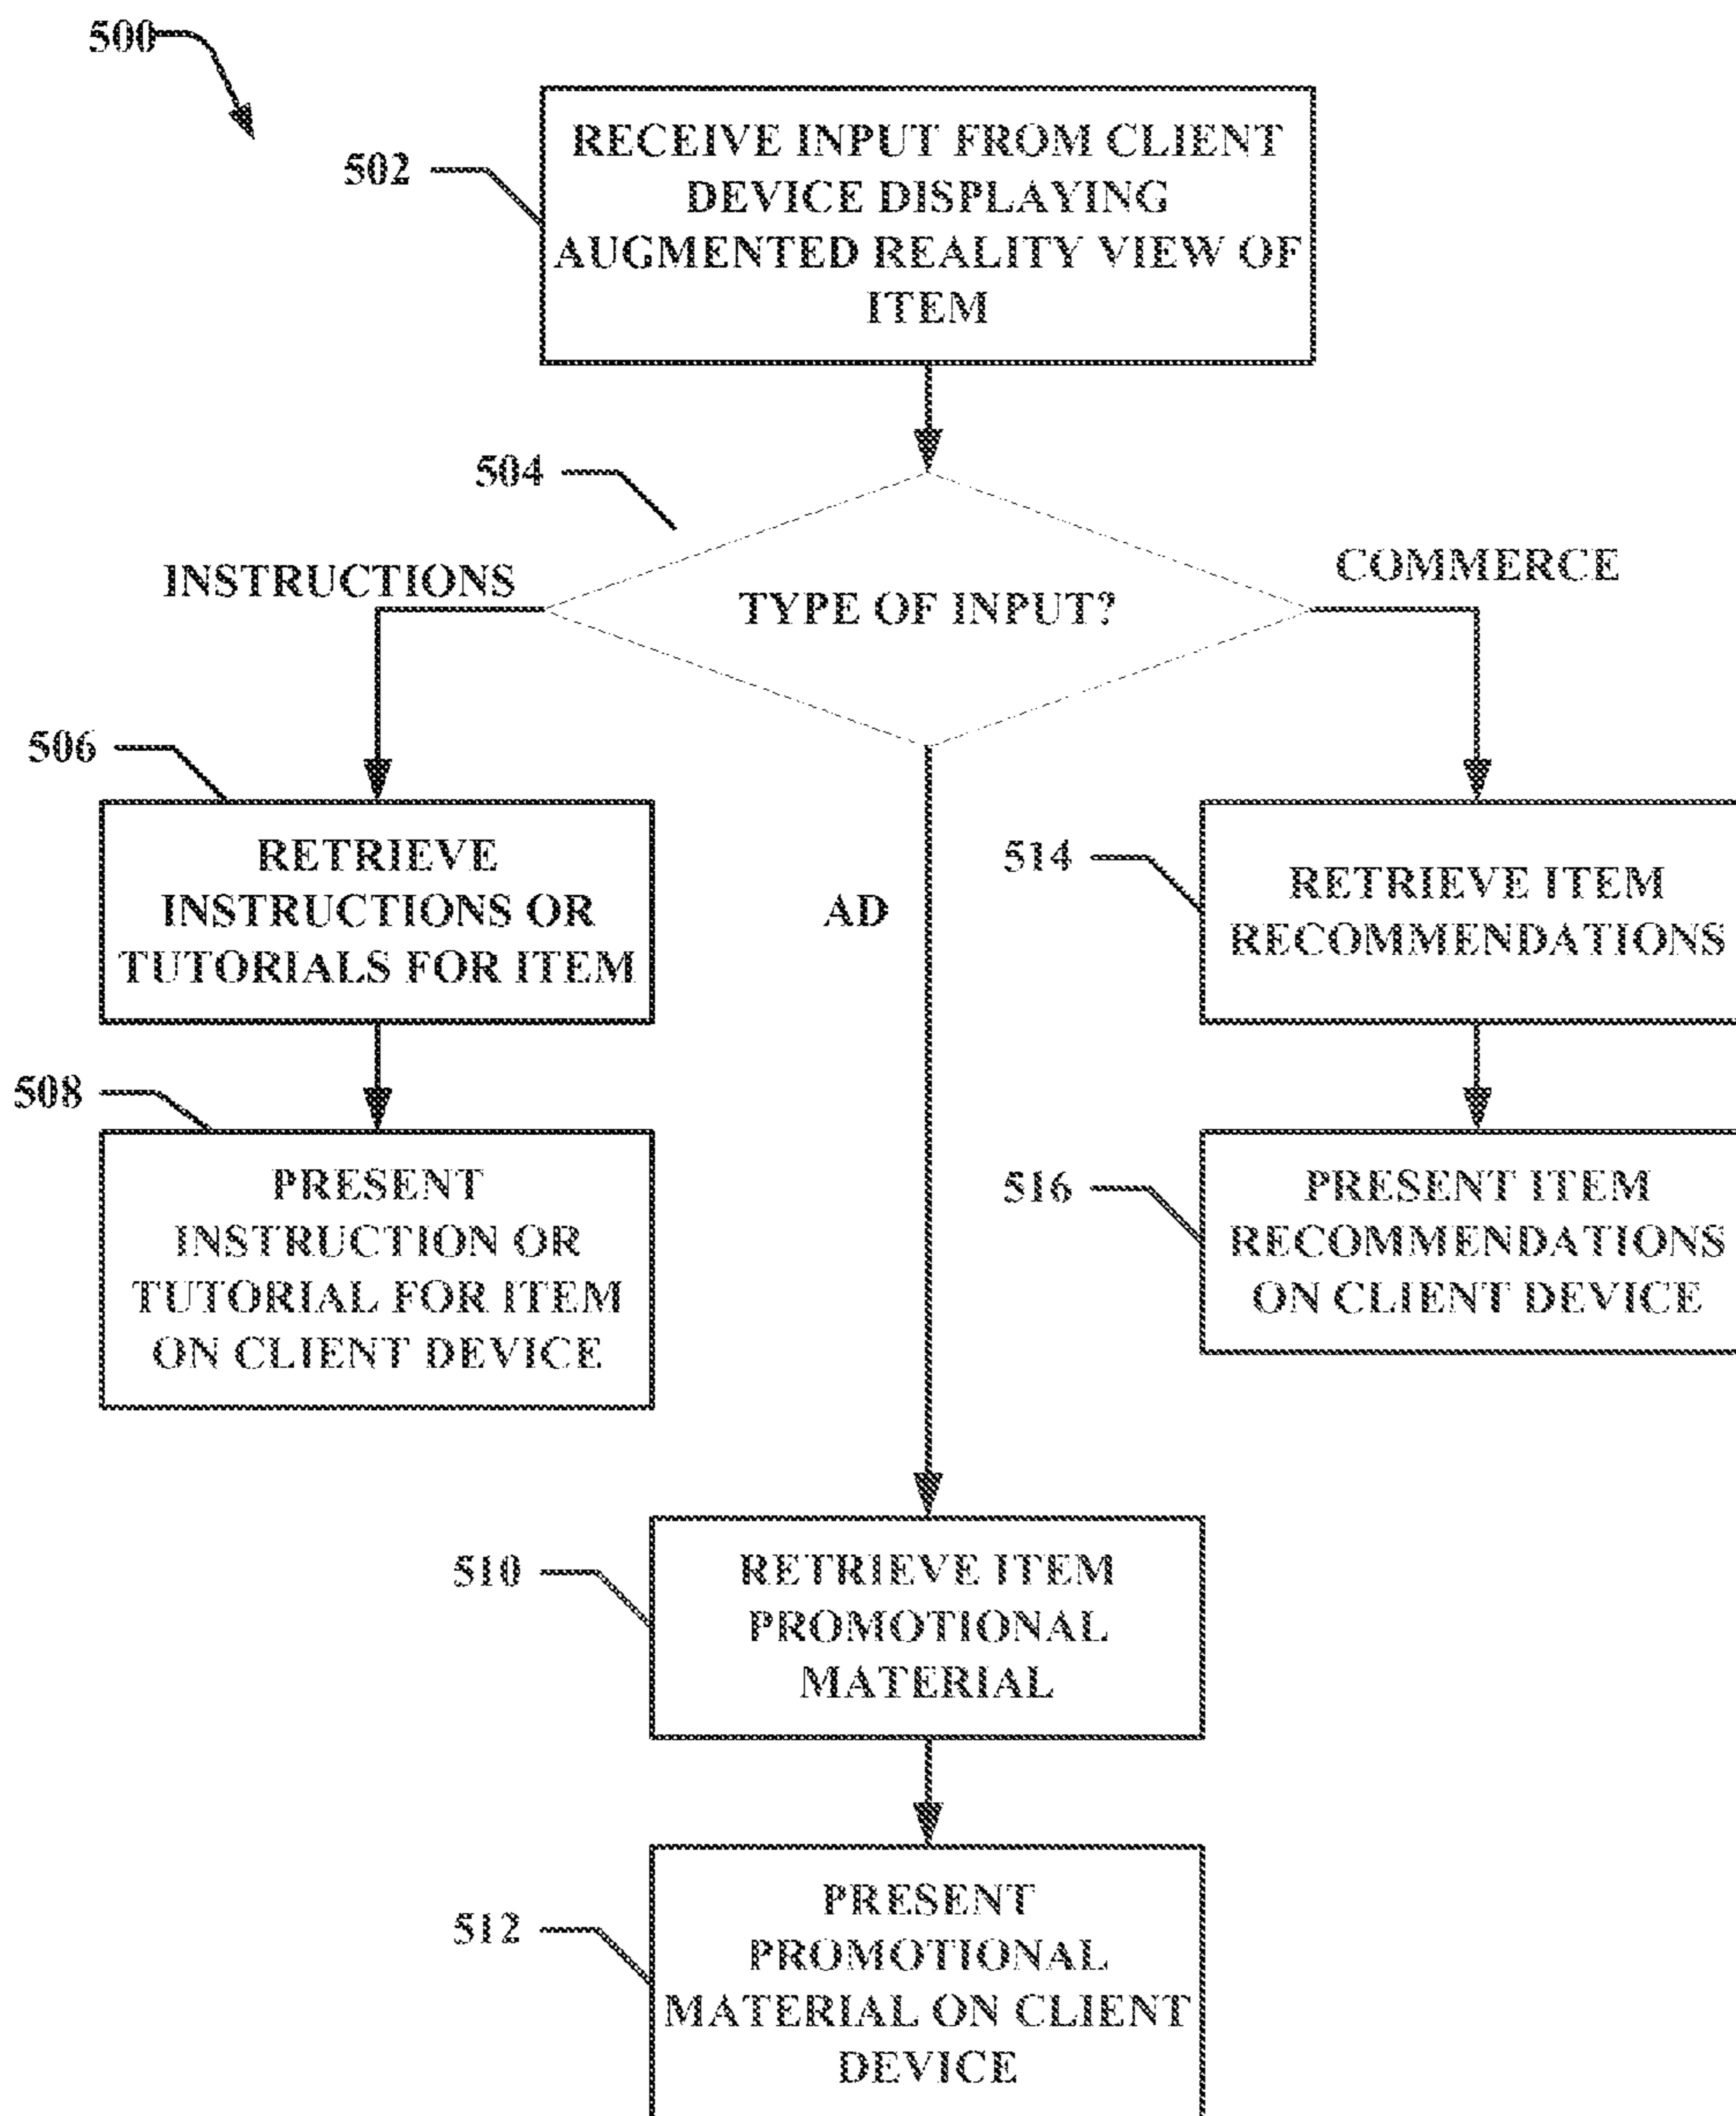 500
502
RECEIVE INPUT FROM CLIENT
DEVICE DISPLAYING
AUGMENTED REALITY VIEW OF
ITEM
504
TYPE OF INPUT?
INSTRUCTIONS
COMMERCE
AD
506
RETRIEVE
INSTRUCTIONS OR
TUTORIALS FOR ITEM
508
PRESENT
INSTRUCTION OR
TUTORIAL FOR ITEM
ON CLIENT DEVICE
514
RETRIEVE ITEM
RECOMMENDATIONS
516
PRESENT ITEM
RECOMMENDATIONS
ON CLIENT DEVICE
510
RETRIEVE ITEM
PROMOTIONAL
MATERIAL
512
PRESENT
PROMOTIONAL
MATERIAL ON CLIENT
DEVICE